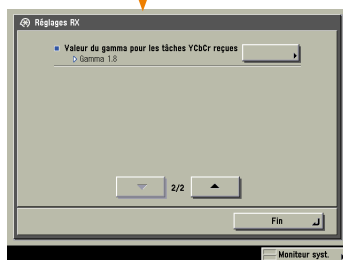 Réglages RX
Valeur du gamma pour les tâches YCbCr reçues
Gamma 1.8
2/2
Fin
Moniteur syst.